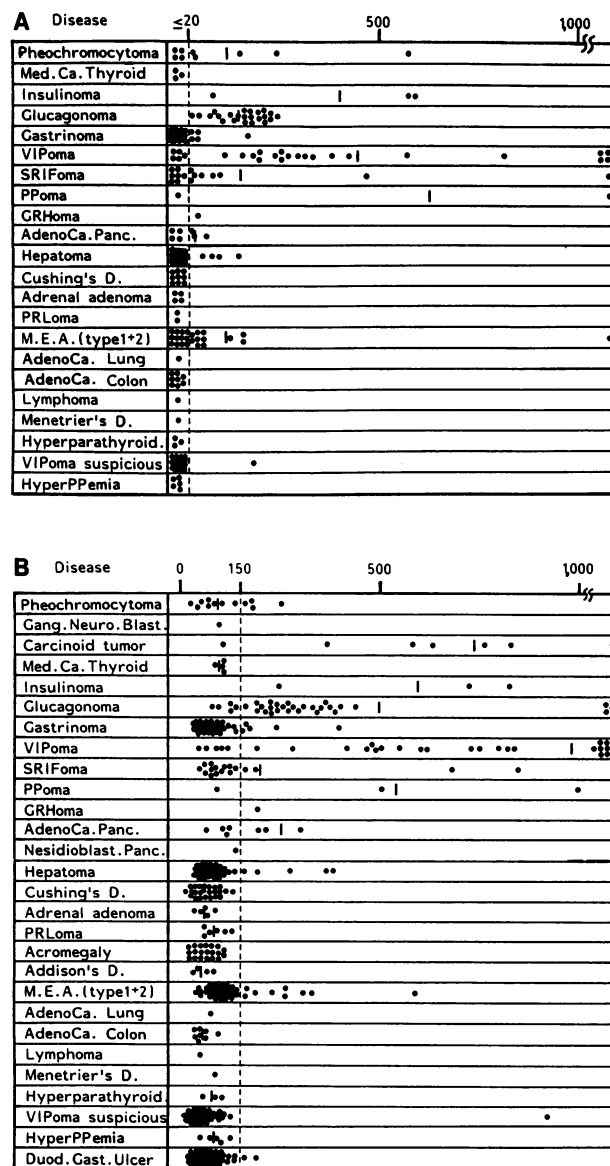 A Disease ≤20 500 1,000
Pheochromocytoma
Med.Ca.Thyroid
Insulinoma
Glucagonoma
Gastrinoma
VIPoma
SRIFoma
PPoma
GRHoma
AdenoCa.Panc.
Hepatoma
Cushing's D.
Adrenal adenoma
PRLoma
M.E.A.(type1+2)
AdenoCa. Lung
AdenoCa. Colon
Lymphoma
Menetrier's D.
Hyperparathyroid.
VIPoma suspicious
HyperPPemia
B Disease 0 150 500 1,000
Pheochromocytoma
Gang.Neuro.Blast.
Carcinoid tumor
Med.Ca.Thyroid
Insulinoma
Glucagonoma
Gastrinoma
VIPoma
SRIFoma
PPoma
GRHoma
AdenoCa.Panc.
Nesidioblast.Panc.
Hepatoma
Cushing's D.
Adrenal adenoma
PRLoma
Acromegaly
Addison's D.
M.E.A.(type1+2)
AdenoCa. Lung
AdenoCa. Colon
Lymphoma
Menetrier's D.
Hyperparathyroid.
VIPoma suspicious
HyperPPemia
Duod.Gast.Ulcer